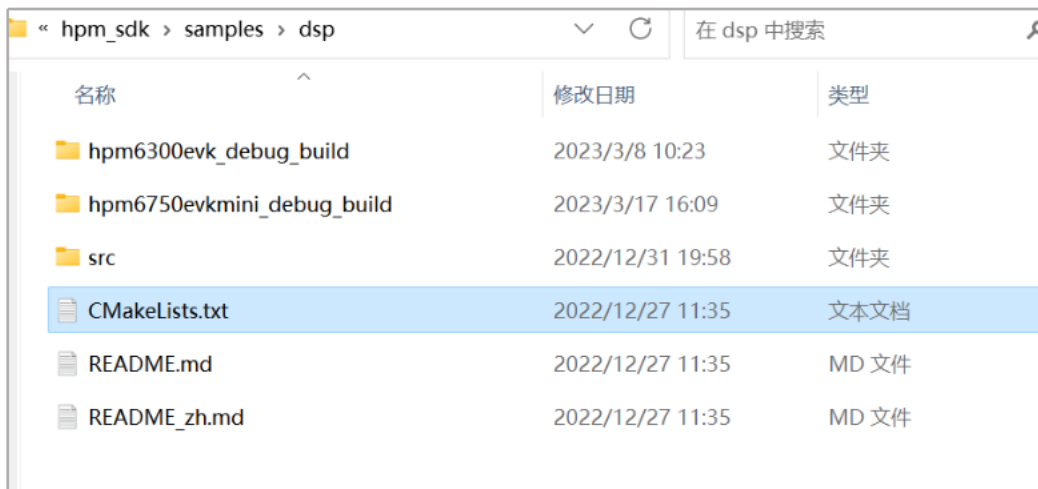 « hpm_sdk > samples > dsp 在 dsp 中搜索
名称 修改日期 类型
hpm6300evk_debug_build 2023/3/8 10:23 文件夹
hpm6750evkmini_debug_build 2023/3/17 16:09 文件夹
src 2022/12/31 19:58 文件夹
CMakeLists.txt 2022/12/27 11:35 文本文档
README.md 2022/12/27 11:35 MD 文件
README_zh.md 2022/12/27 11:35 MD 文件